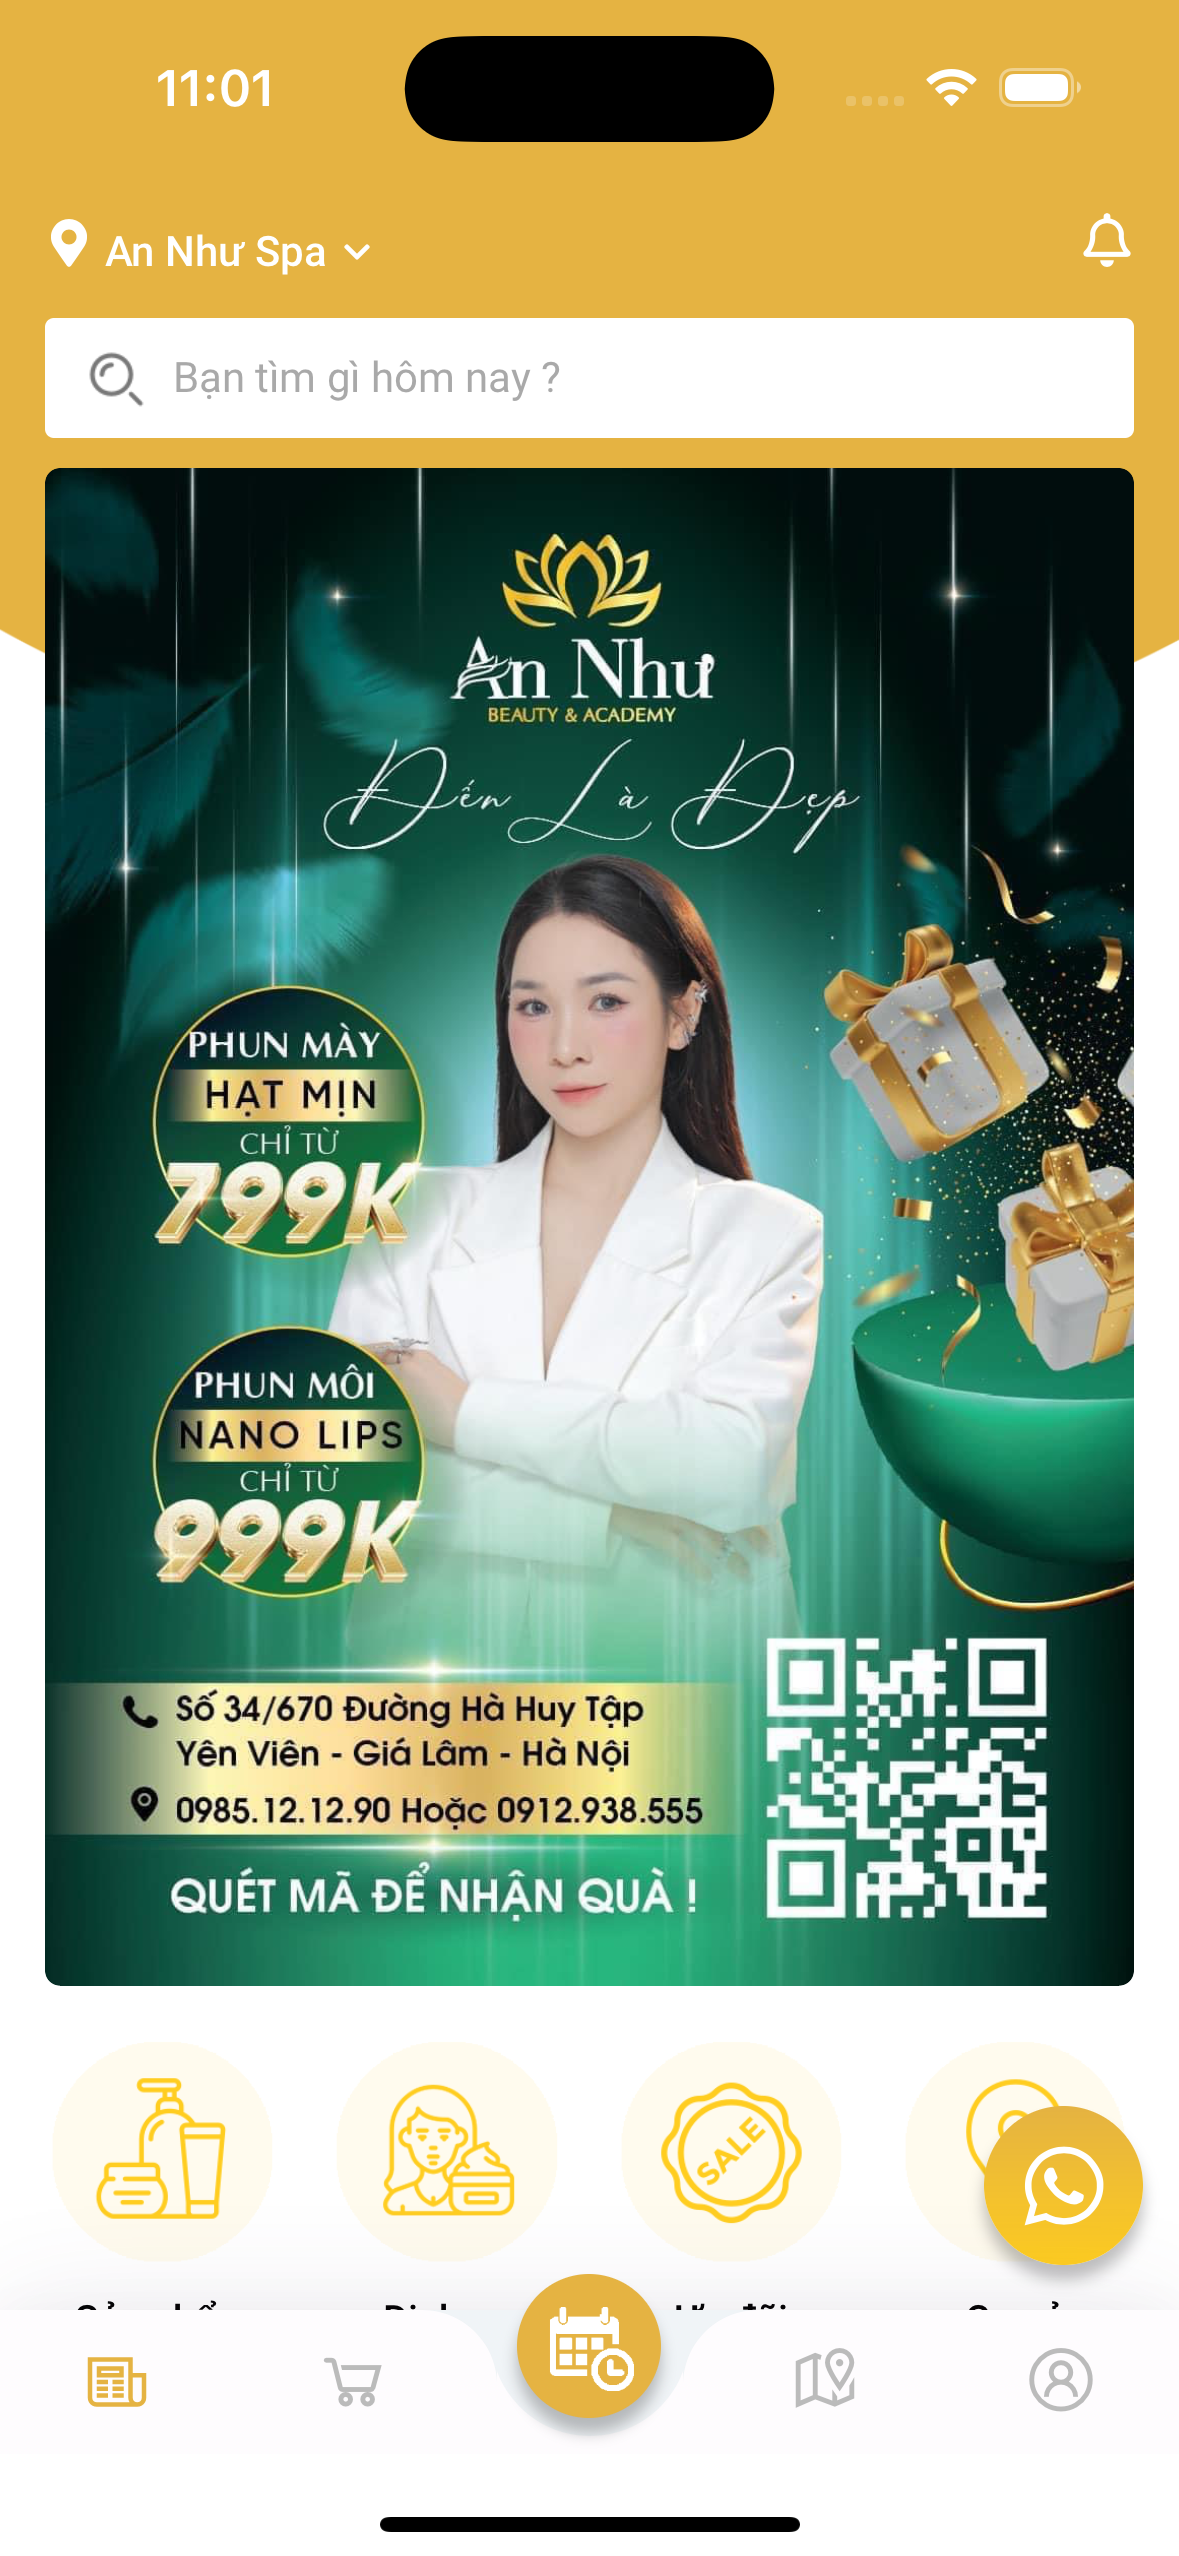 11:01
An Như Spa
Bạn tìm gì hôm nay ?
An Như
BEAUTY & ACADEMY
Đến Là Đẹp
PHUN MÀY
HẠT MỊN
CHỈ TỪ
799K
PHUN MÔI
NANO LIPS
CHỈ TỪ
999K
Số 34/670 Đường Hà Huy Tập
Yên Viên - Giá Lâm - Hà Nội
0985.12.12.90 Hoặc 0912.938.555
QUÉT MÃ ĐỂ NHẬN QUÀ !
SALE